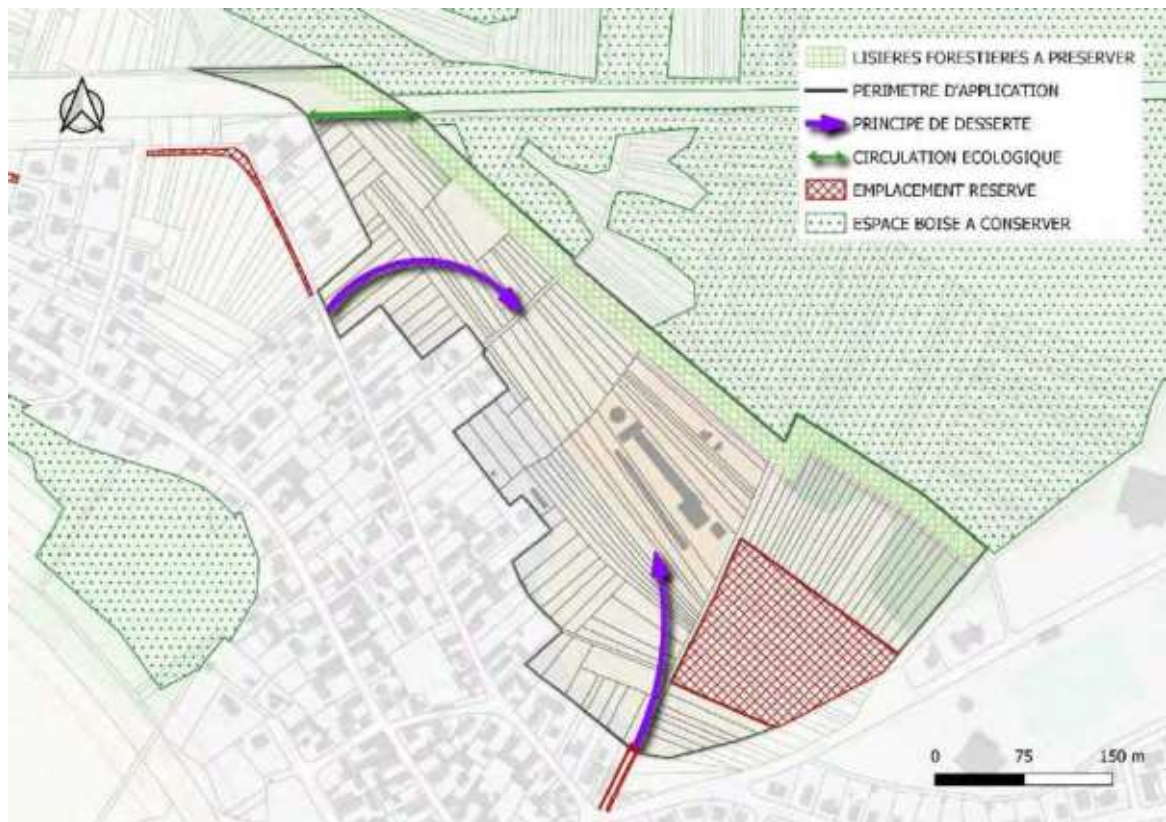 LISIERES FORESTIERES A PRESERVER
PERIMETRE D'APPLICATION
PRINCIPE DE DESSERTE
CIRCULATION ECOLOGIQUE
EMPLACEMENT RESERVE
ESPACE BOISE A CONSERVER
0 75 150 m